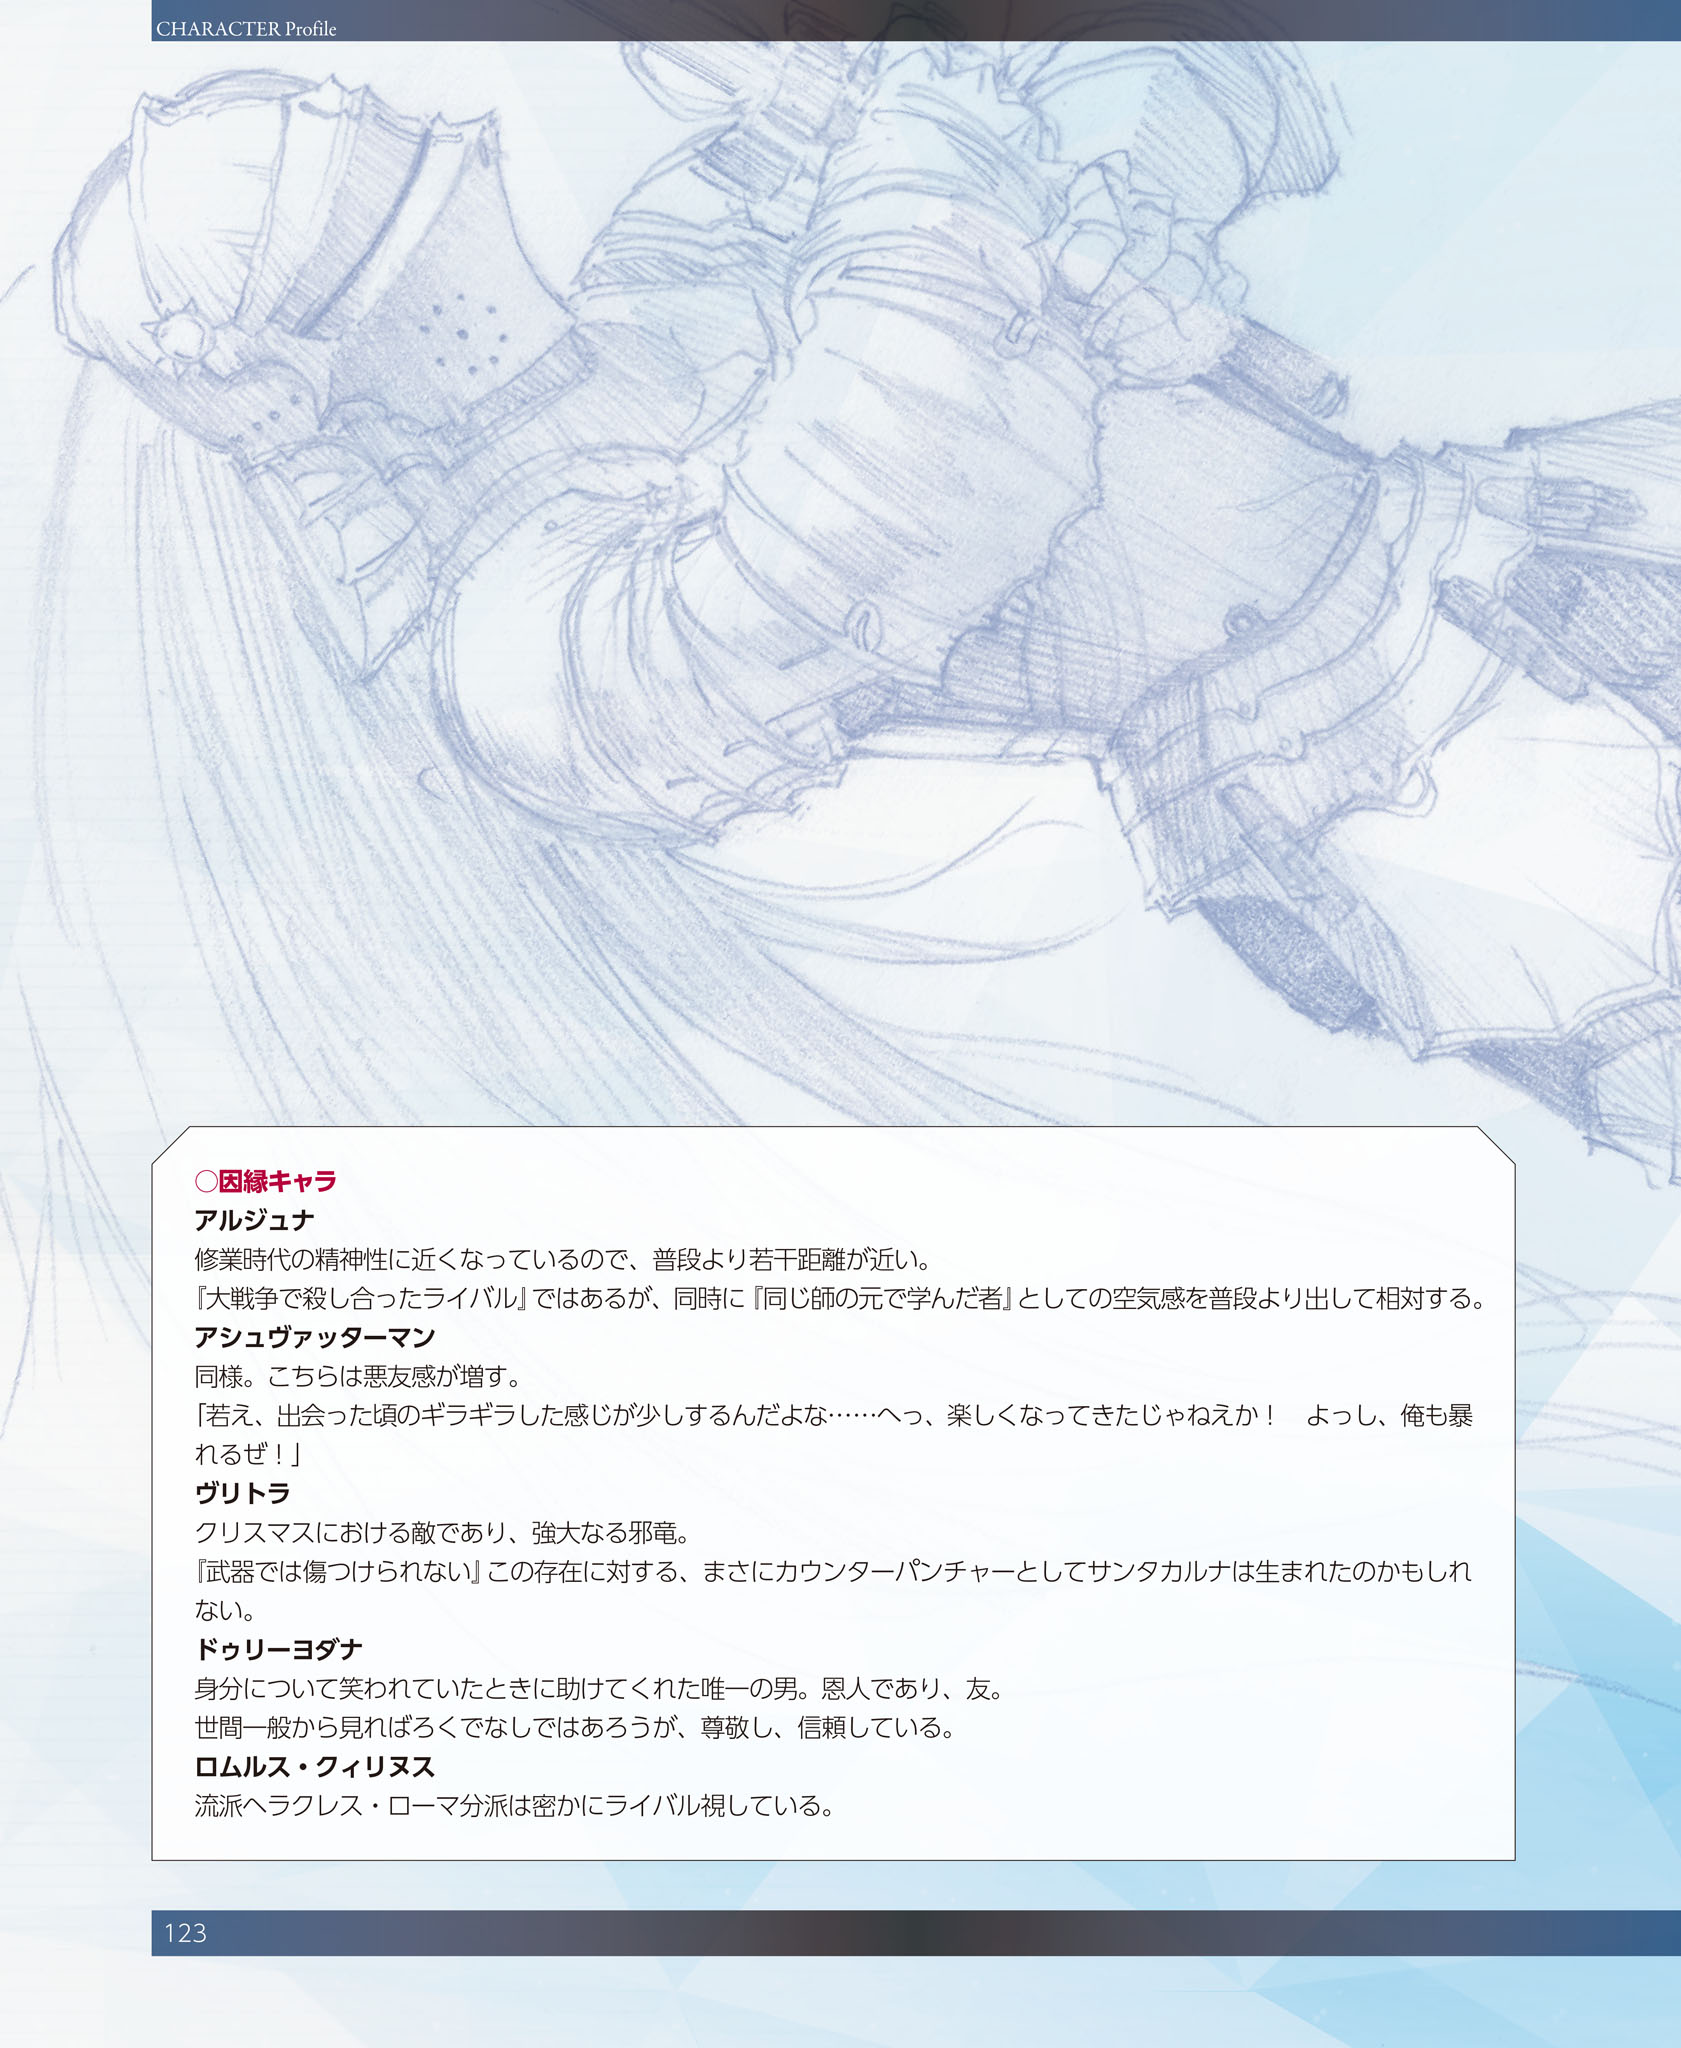 CHARACTER Profile
○因縁キャラ
アルジュナ
修業時代の精神性に近くなっているので、普段より若干距離が近い。
『大戦争で殺し合ったライバル』ではあるが、同時に『同じ師の元で学んだ者』としての空気感を普段より出して相対する。
アシュヴァッターマン
同様。こちらは悪友感が増す。
「若え、出会った頃のギラギラした感じが少しするんだよな……へっ、楽しくなってきたじゃねえか！　よっし、俺も暴
れるぜ！」
ヴリトラ
クリスマスにおける敵であり、強大なる邪竜。
『武器では傷つけられない』この存在に対する、まさにカウンターパンチャーとしてサンタカルナは生まれたのかもしれ
ない。
ドゥリーヨダナ
身分について笑われていたときに助けてくれた唯一の男。恩人であり、友。
世間一般から見ればろくでなしではあろうが、尊敬し、信頼している。
ロムルス・クィリヌス
流派ヘラクレス・ローマ分派は密かにライバル視している。
123